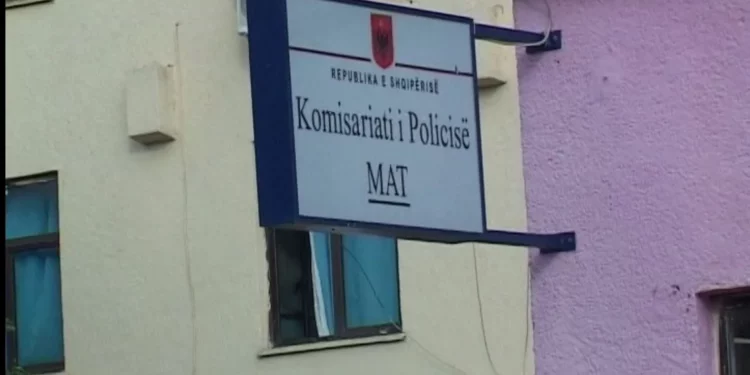 REPUBLIKA E SHQIPËRISË
Komisariati i Policisë
MAT